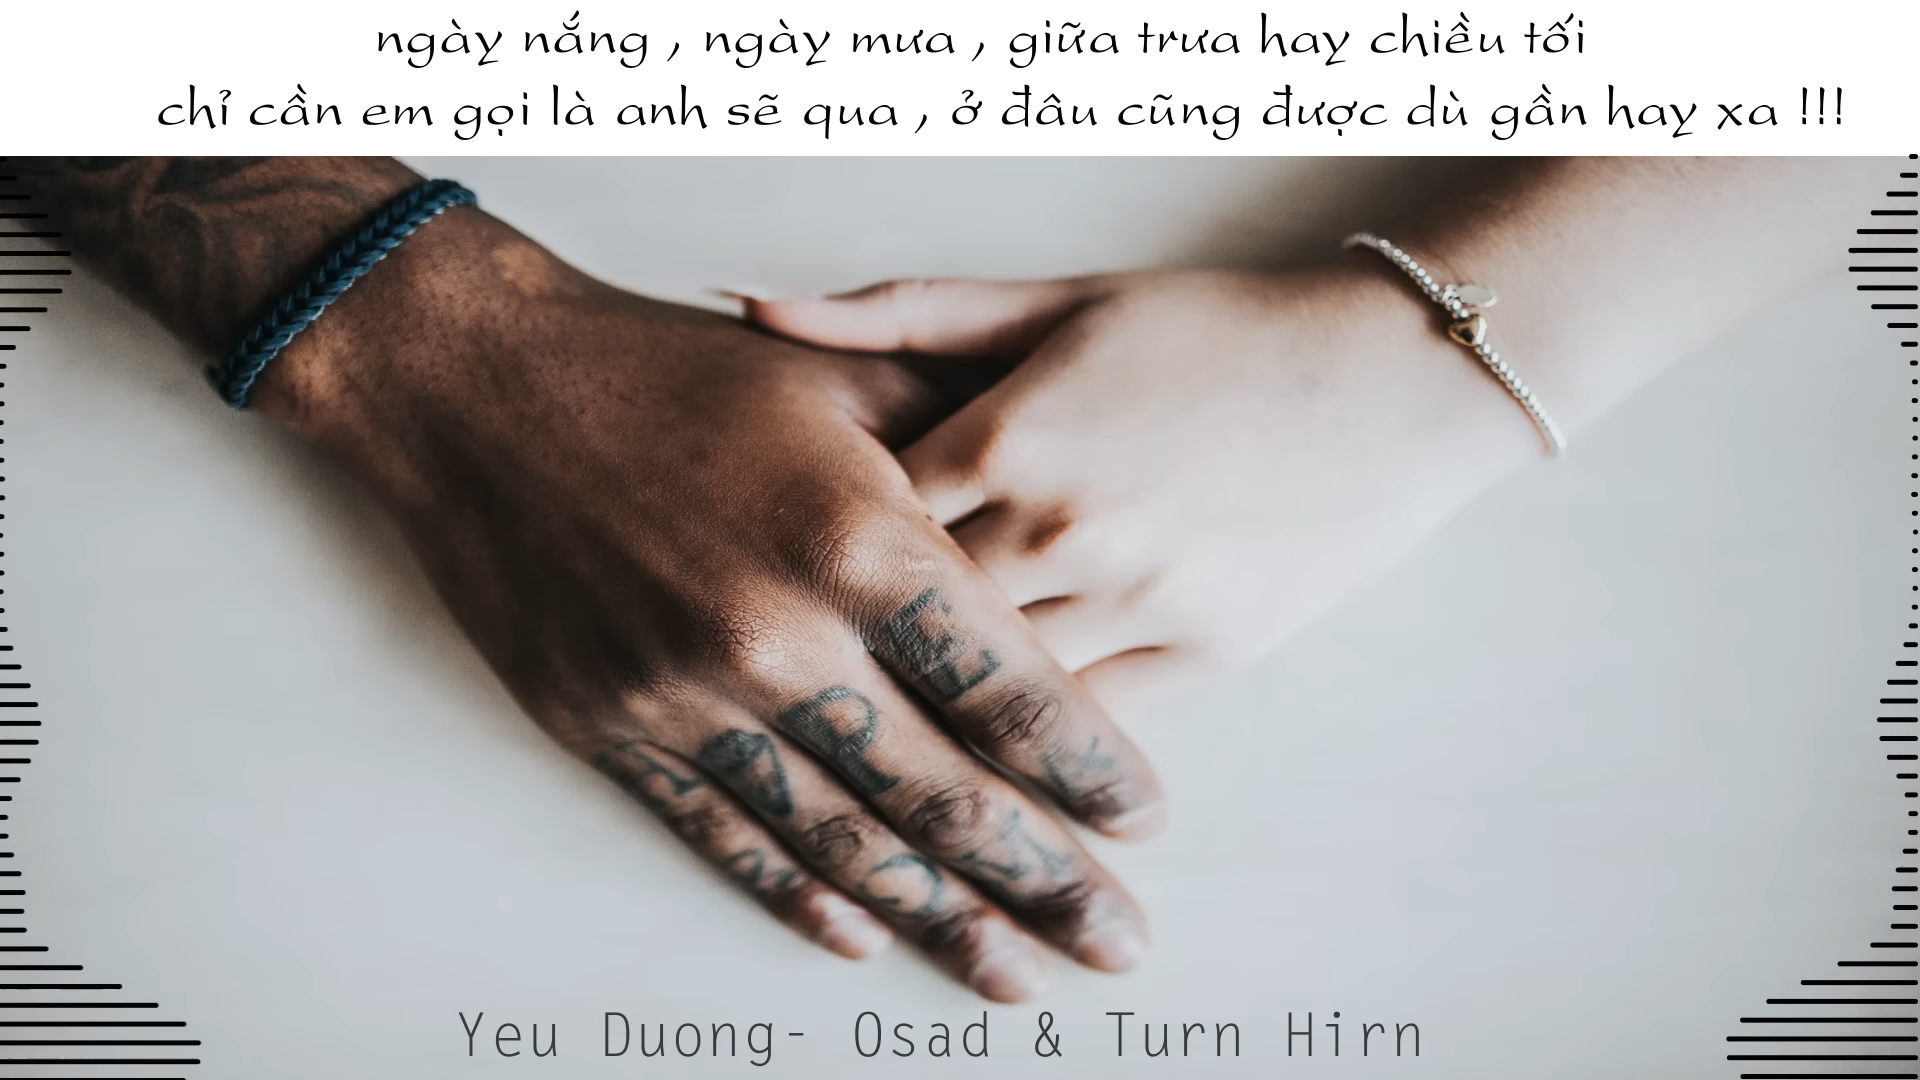 ngày nắng , ngày mưa , giữa trưa hay chiều tối
chỉ cần em gọi là anh sẽ qua , ở đâu cũng được dù gần hay xa !!!
E
P
Yeu Duong- Osad & Turn Hirn